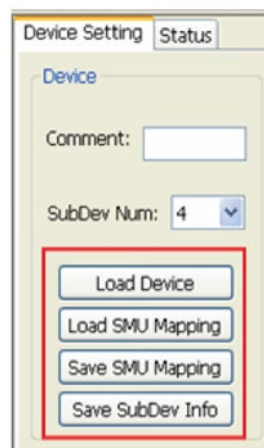 Device Setting Status
Device
Comment:
SubDev Num: 4
Load Device
Load SMU Mapping
Save SMU Mapping
Save SubDev Info